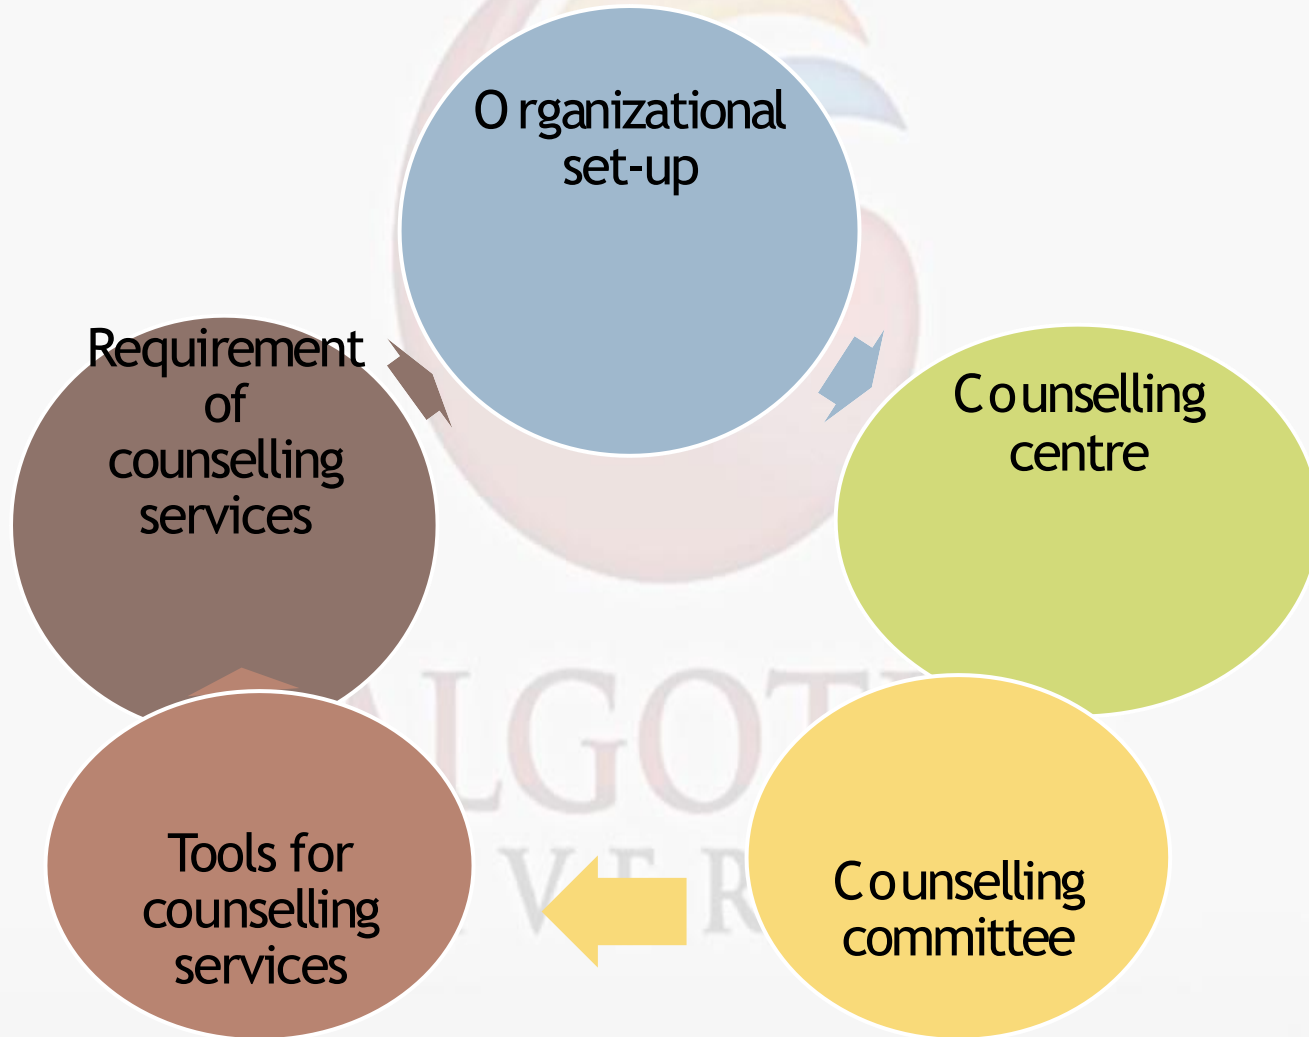 Organizational
set-up
Counselling
centre
Counselling
committee
Tools for
counselling
services
Requirement
of
counselling
services